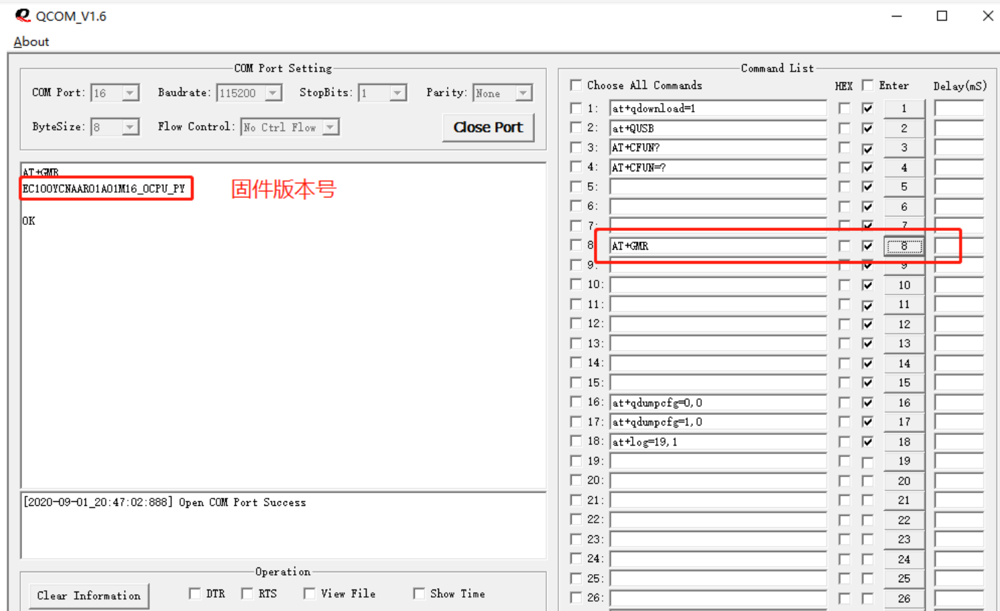 QCOM_V1.6
About
COM Port Setting
COM Port: 16 Baudrate: 115200 StopBits: 1 Parity: None
ByteSize: 8 Flow Control: No Ctrl Flow Close Port
AT+GMR
EC100YCNAAR01A01M16_OCPU_PY 固件版本号
OK
[2020-09-01_20:47:02:888] Open COM Port Success
Operation
Clear Information DTR RTS View File Show Time
Command List
Choose All Commands HEX Enter Delay(mS)
1: at+qdownload=1 1
2: at+QUSB 2
3: AT+CFUN? 3
4: AT+CFUN=? 4
5: 5
6: 6
7: 7
8 AT+GMR 8
9: 9
10: 10
11: 11
12: 12
13: 13
14: 14
15: 15
16: at+qdumpcfg=0,0 16
17: at+qdumpcfg=1,0 17
18: at+log=19,1 18
19: 19
20: 20
21: 21
22: 22
23: 23
24: 24
25: 25
26: 26